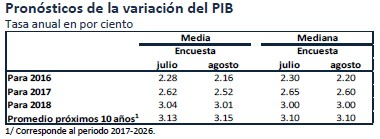 Pronósticos de la variación del PIB
Tasa anual en por ciento
Media Mediana
Encuesta Encuesta
julio agosto julio agosto
Para 2016 2.28 2.16 2.30 2.20
Para 2017 2.62 2.52 2.65 2.60
Para 2018 3.04 3.01 3.00 3.00
Promedio próximos 10 años¹ 3.13 3.15 3.10 3.10
1/ Corresponde al periodo 2017-2026.